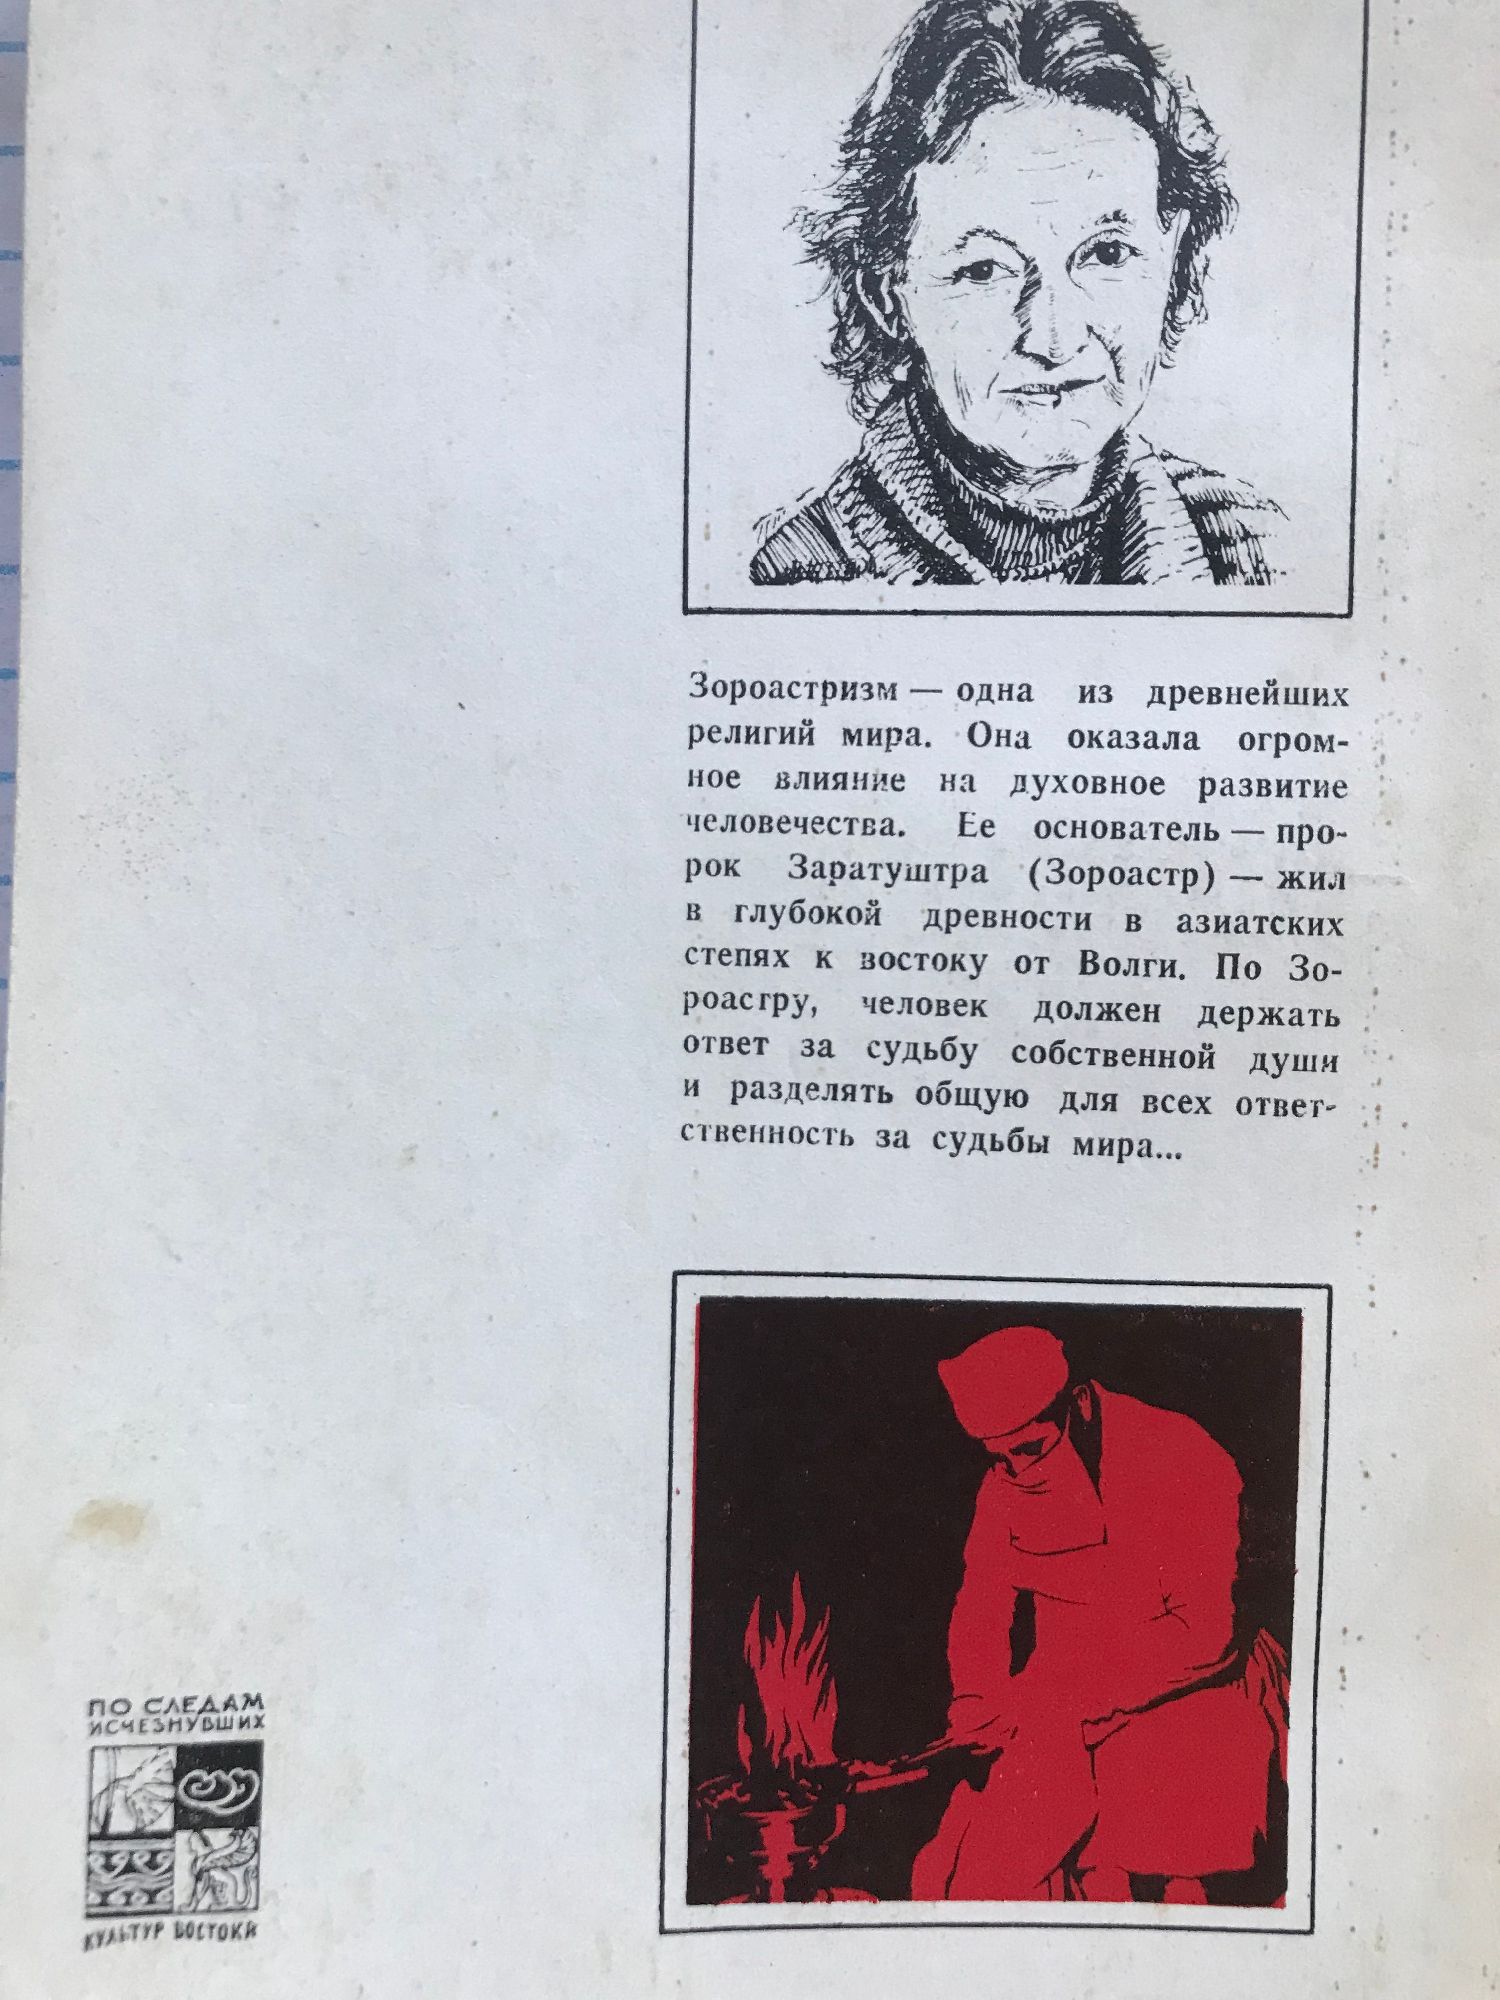 Зороастризм — одна из древнейших
религий мира. Она оказала огром-
ное влияние на духовное развитие
человечества. Ее основатель — про-
рок Заратуштра (Зороастр) — жил
в глубокой древности в азиатских
степях к востоку от Волги. По Зо-
роастру, человек должен держать
ответ за судьбу собственной души
и разделять общую для всех ответ-
ственность за судьбы мира...
ПО СЛЕДАМ
ИСЧЕЗНУВШИХ
КУЛЬТУР ВОСТОКА